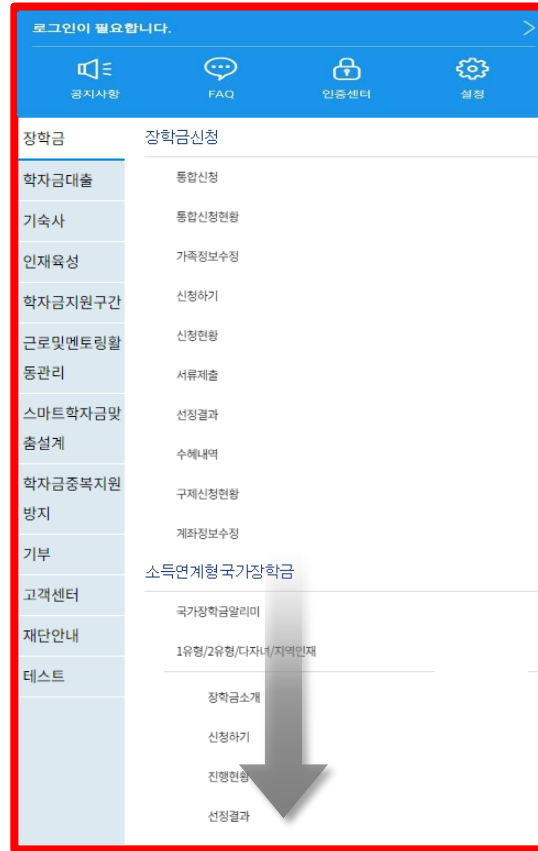 로그인이 필요합니다.
공지사항
FAQ
인증센터
설정
장학금
학자금대출
기숙사
인재육성
학자금지원구간
근로및멘토링활
동관리
스마트학자금맞
춤설계
학자금중복지원
방지
기부
고객센터
재단안내
테스트
장학금신청
통합신청
통합신청현황
가족정보수정
신청하기
신청현황
서류제출
선정결과
수혜내역
구제신청현황
계좌정보수정
소득연계형국가장학금
국가장학금알리미
1유형/2유형/다자녀/지역인재
장학금소개
신청하기
진행현황
선정결과